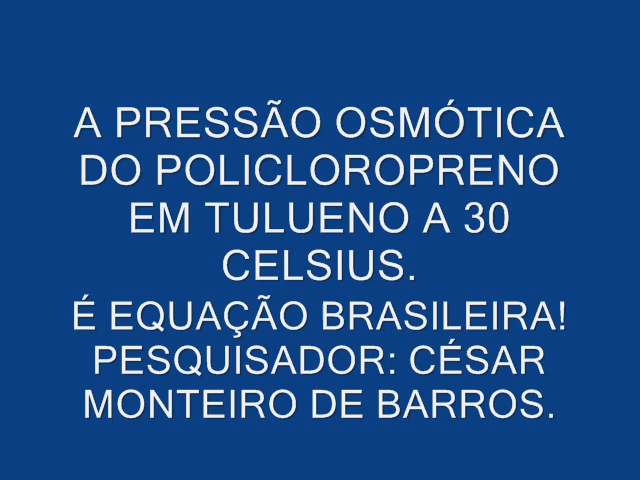 A PRESSÃO OSMÓTICA
DO POLICLOROPRENO
EM TULUENO A 30
CELSIUS.
É EQUAÇÃO BRASILEIRA!
PESQUISADOR: CÉSAR
MONTEIRO DE BARROS.